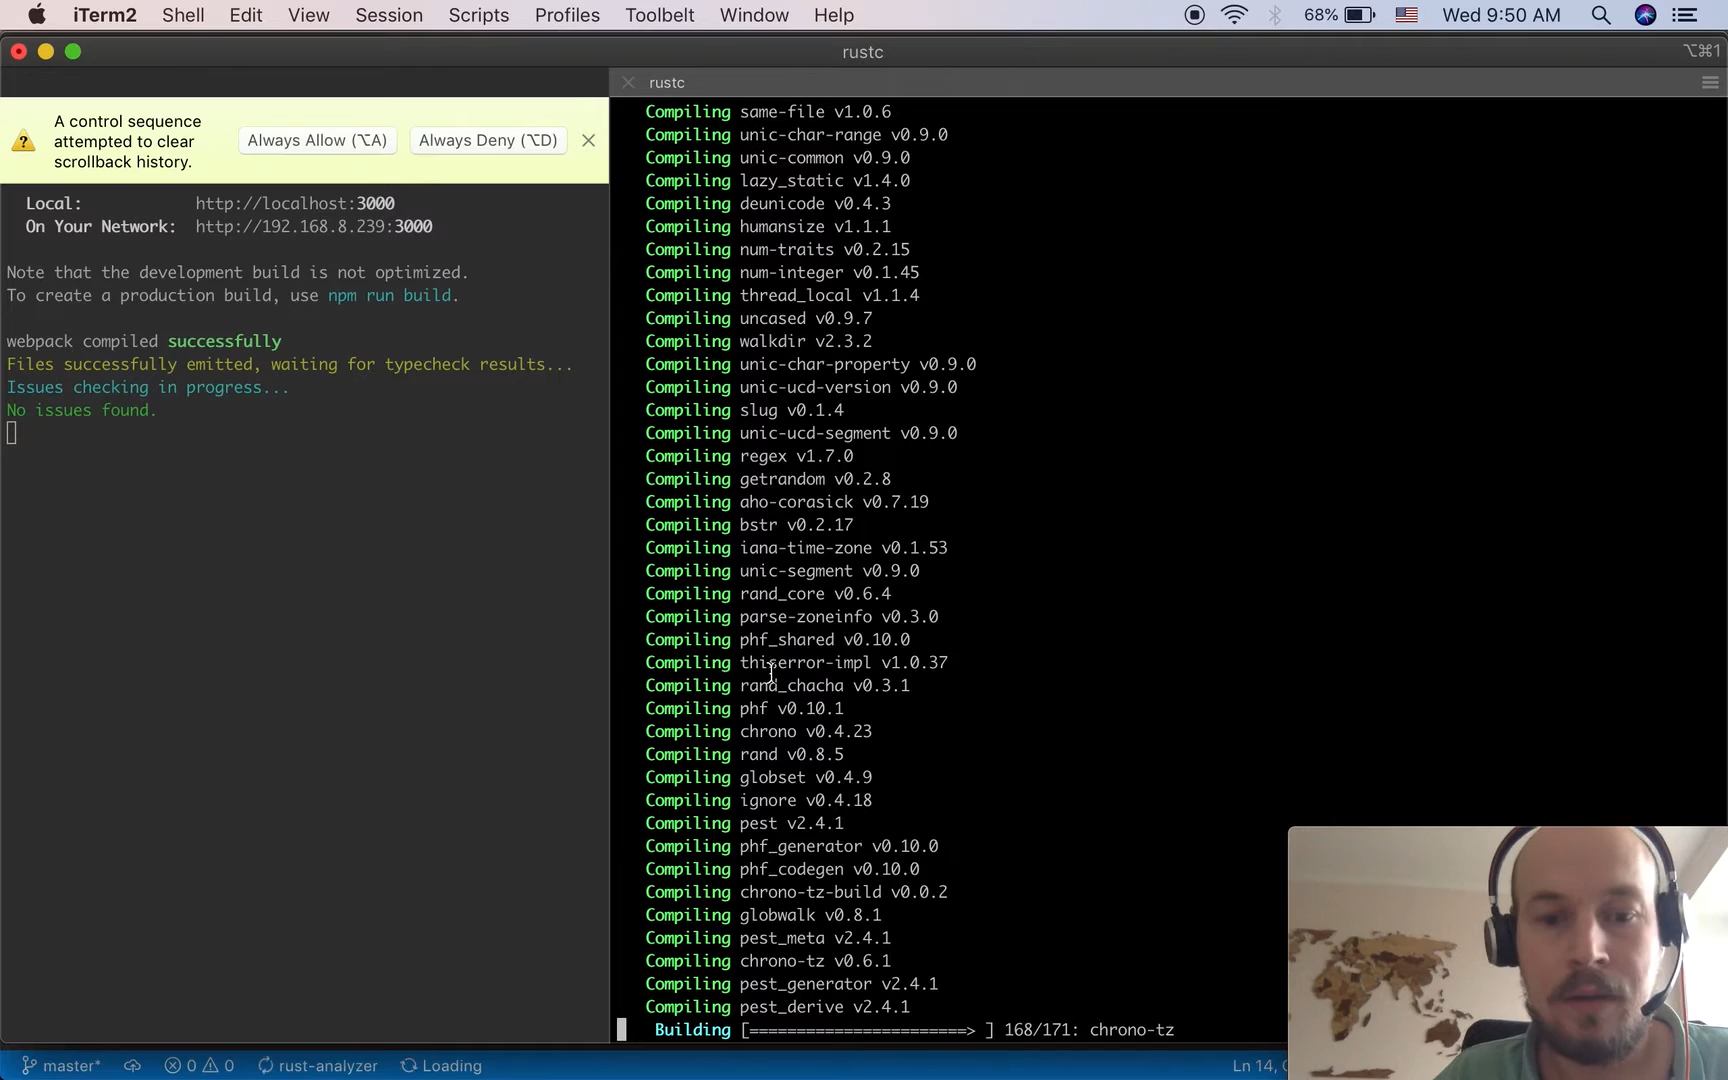 iTerm2 Shell Edit View Session Scripts Profiles Toolbelt Window Help 68% Wed 9:50 AM
rustc ⌥⌘1
rustc
A control sequence
attempted to clear
scrollback history.
Always Allow (⌥A) Always Deny (⌥D)
Local: http://localhost:3000
On Your Network: http://192.168.8.239:3000
Note that the development build is not optimized.
To create a production build, use npm run build.
webpack compiled successfully
Files successfully emitted, waiting for typecheck results...
Issues checking in progress...
No issues found.
Compiling same-file v1.0.6
Compiling unic-char-range v0.9.0
Compiling unic-common v0.9.0
Compiling lazy_static v1.4.0
Compiling deunicode v0.4.3
Compiling humansize v1.1.1
Compiling num-traits v0.2.15
Compiling num-integer v0.1.45
Compiling thread_local v1.1.4
Compiling uncased v0.9.7
Compiling walkdir v2.3.2
Compiling unic-char-property v0.9.0
Compiling unic-ucd-version v0.9.0
Compiling slug v0.1.4
Compiling unic-ucd-segment v0.9.0
Compiling regex v1.7.0
Compiling getrandom v0.2.8
Compiling aho-corasick v0.7.19
Compiling bstr v0.2.17
Compiling iana-time-zone v0.1.53
Compiling unic-segment v0.9.0
Compiling rand_core v0.6.4
Compiling parse-zoneinfo v0.3.0
Compiling phf_shared v0.10.0
Compiling thiserror-impl v1.0.37
Compiling rand_chacha v0.3.1
Compiling phf v0.10.1
Compiling chrono v0.4.23
Compiling rand v0.8.5
Compiling globset v0.4.9
Compiling ignore v0.4.18
Compiling pest v2.4.1
Compiling phf_generator v0.10.0
Compiling phf_codegen v0.10.0
Compiling chrono-tz-build v0.0.2
Compiling globwalk v0.8.1
Compiling pest_meta v2.4.1
Compiling chrono-tz v0.6.1
Compiling pest_generator v2.4.1
Compiling pest_derive v2.4.1
Building [=======================> ] 168/171: chrono-tz
master* 0 0 rust-analyzer Loading Ln 14,